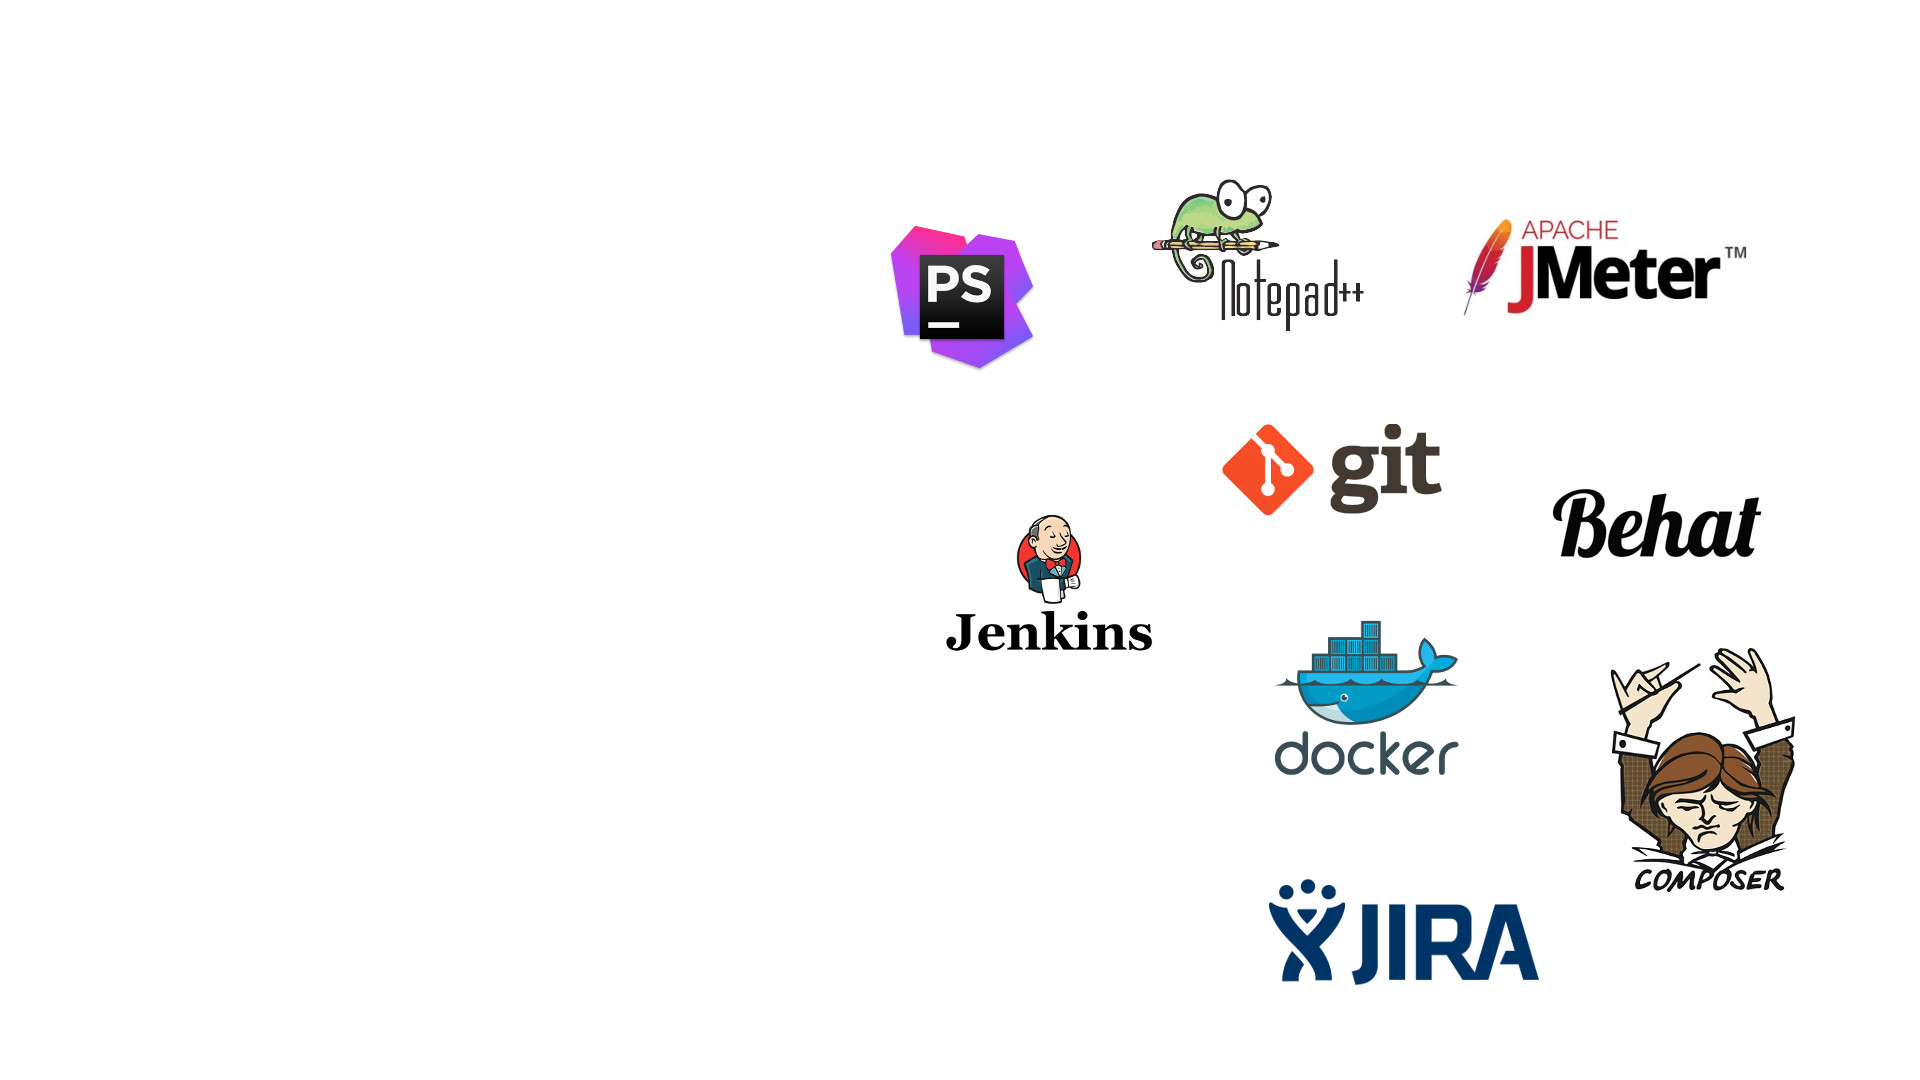 PS
Notepad++
APACHE
JMeter™
git
Behat
Jenkins
docker
COMPOSER
JIRA